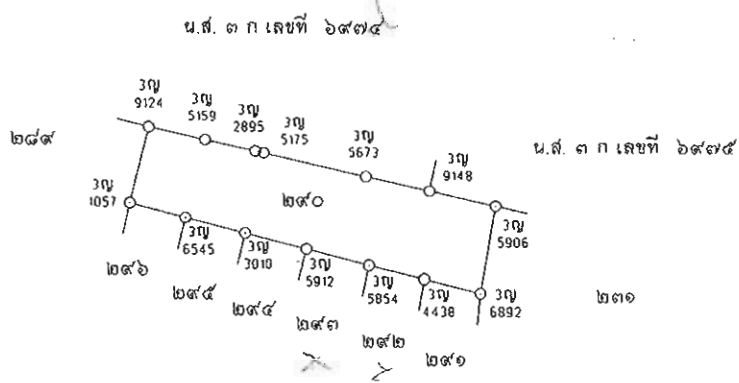 น.ส. ๓ ก เลขที่ ๖๙๗๔
3ญ
9124
3ญ
5159
3ญ
2895
3ญ
5175
3ญ
5673
3ญ
9148
๒๘๙
น.ส. ๓ ก เลขที่ ๖๙๗๕
๒๙๐
3ญ
1057
3ญ
5906
3ญ
6545
3ญ
3010
3ญ
5912
3ญ
5854
3ญ
4438
3ญ
6892
๒๙๖
๒๙๕
๒๙๔
๒๙๓
๒๙๒
๒๙๑
๒๓๑